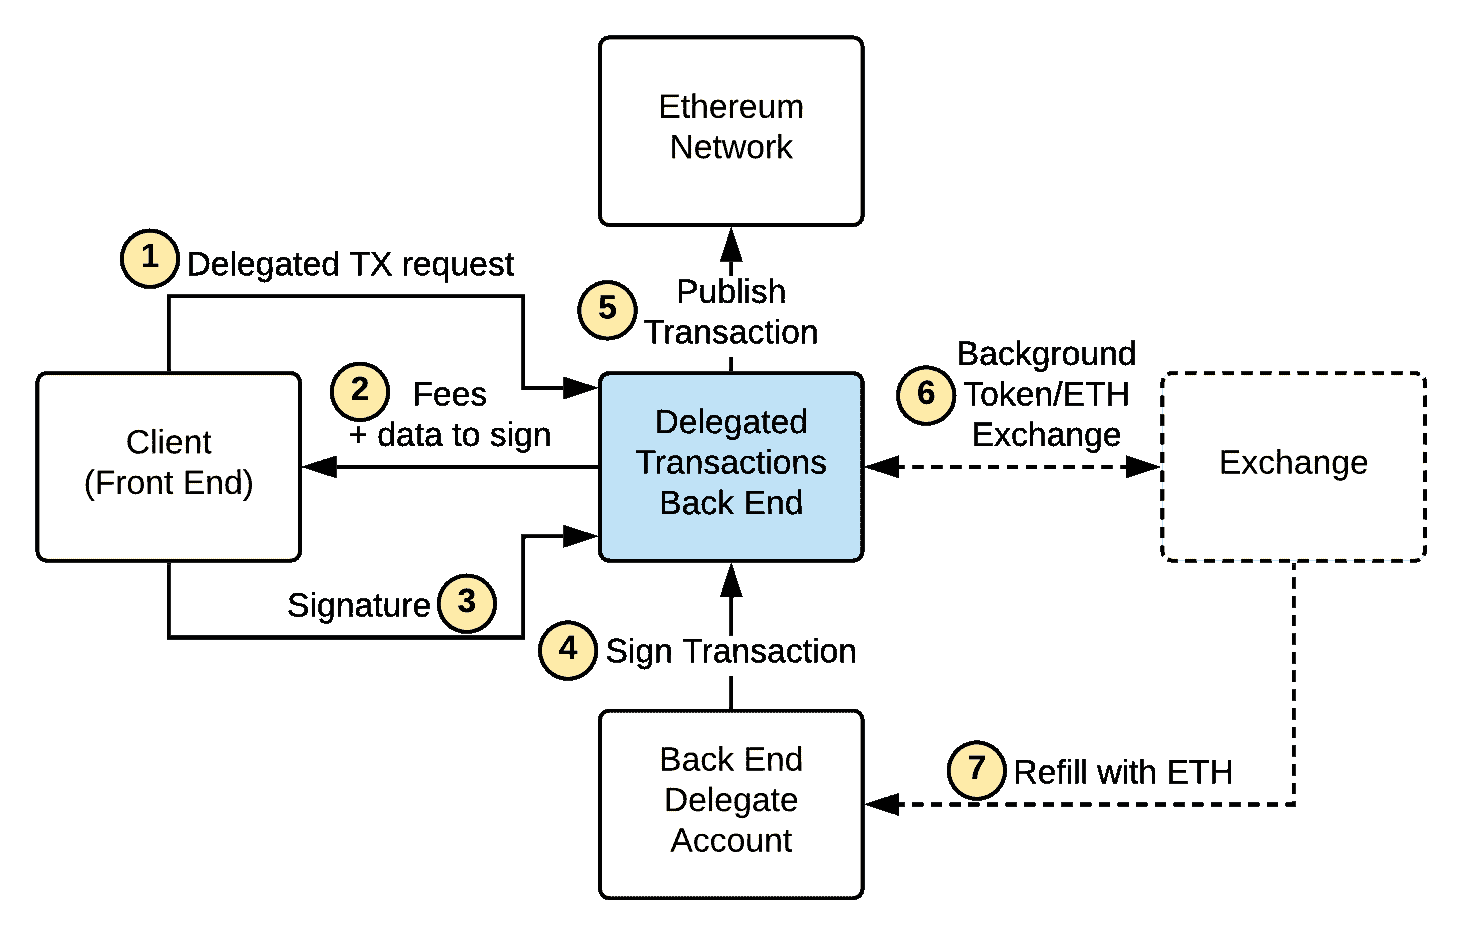 Ethereum
Network
1
Delegated TX request
5
Publish
Transaction
2
Fees
+ data to sign
Client
(Front End)
Delegated
Transactions
Back End
6
Background
Token/ETH
Exchange
Exchange
Signature
3
4
Sign Transaction
Back End
Delegate
Account
7
Refill with ETH